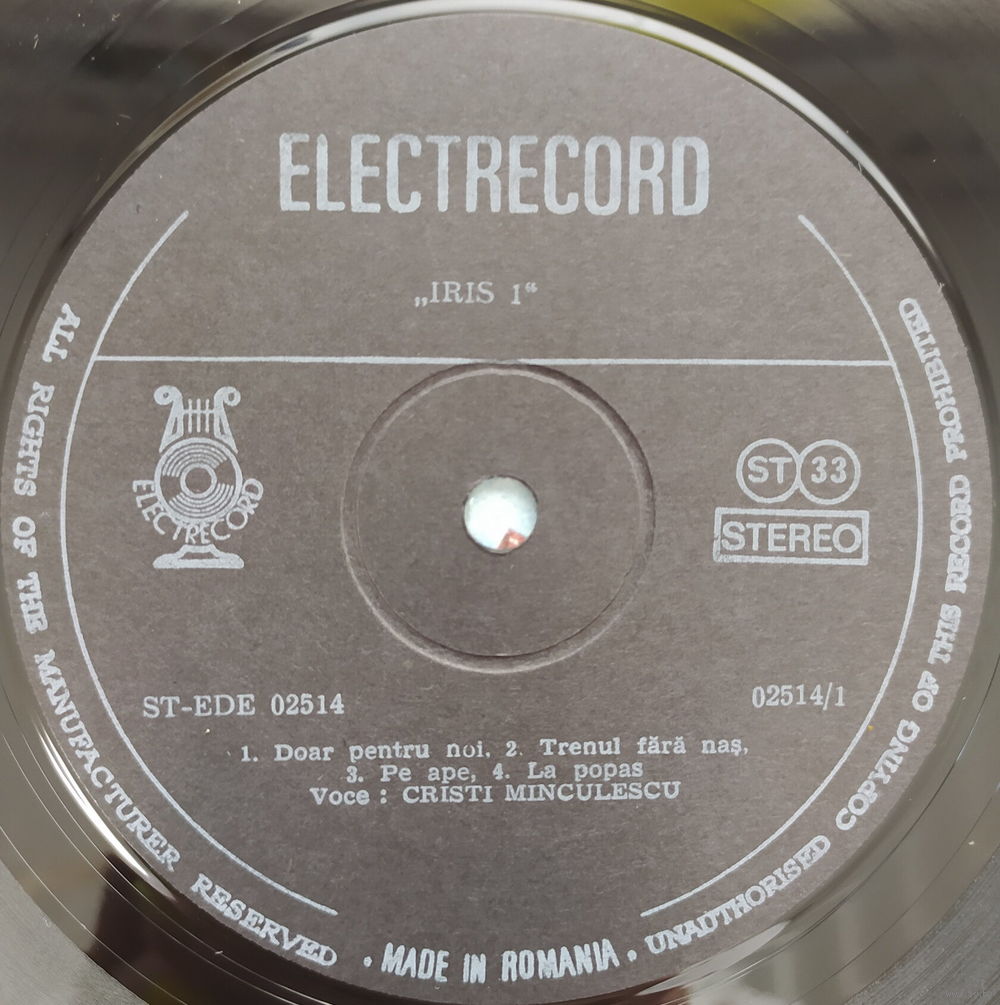 ELECTRECORD
„IRIS 1“
ELECTRECORD
ST 33
STEREO
ST-EDE 02514
02514/1
1. Doar pentru noi, 2. Trenul fără naș,
3. Pe ape, 4. La popas
Voce : CRISTI MINCULESCU
ALL RIGHTS OF THE MANUFACTURER RESERVED • MADE IN ROMANIA • UNAUTHORISED COPYING OF THIS RECORD PROHIBITED